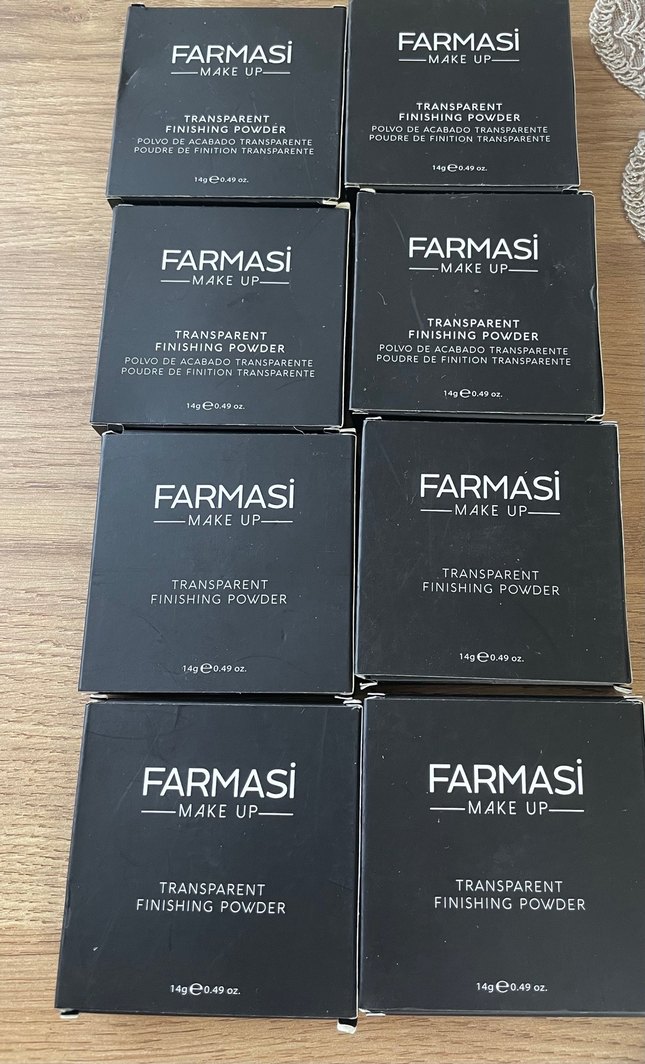 FARMASİ
MAKE UP
TRANSPARENT
FINISHING POWDER
POLVO DE ACABADO TRANSPARENTE
POUDRE DE FINITION TRANSPARENTE
14g ℮ 0.49 oz.
FARMASİ
MAKE UP
TRANSPARENT
FINISHING POWDER
POLVO DE ACABADO TRANSPARENTE
POUDRE DE FINITION TRANSPARENTE
14g ℮ 0.49 oz.
FARMASİ
MAKE UP
TRANSPARENT
FINISHING POWDER
POLVO DE ACABADO TRANSPARENTE
POUDRE DE FINITION TRANSPARENTE
14g ℮ 0.49 oz.
FARMASİ
MAKE UP
TRANSPARENT
FINISHING POWDER
POLVO DE ACABADO TRANSPARENTE
POUDRE DE FINITION TRANSPARENTE
14g ℮ 0.49 oz.
FARMASİ
MAKE UP
TRANSPARENT
FINISHING POWDER
14g ℮ 0.49 oz.
FARMASİ
MAKE UP
TRANSPARENT
FINISHING POWDER
14g ℮ 0.49 oz.
FARMASİ
MAKE UP
TRANSPARENT
FINISHING POWDER
14g ℮ 0.49 oz.
FARMASİ
MAKE UP
TRANSPARENT
FINISHING POWDER
14g ℮ 0.49 oz.